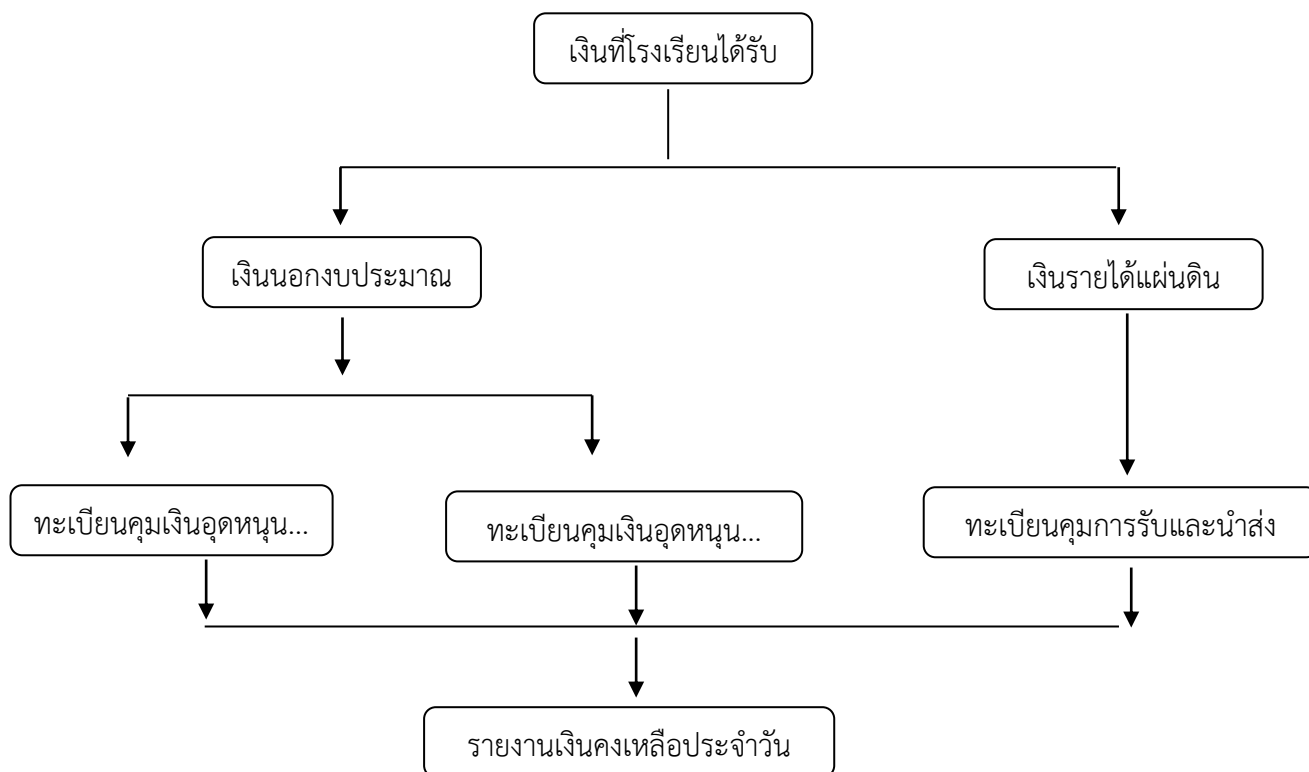 เงินที่โรงเรียนได้รับ
เงินนอกงบประมาณ
เงินรายได้แผ่นดิน
ทะเบียนคุมเงินอุดหนุน...
ทะเบียนคุมเงินอุดหนุน...
ทะเบียนคุมการรับและนำส่ง
รายงานเงินคงเหลือประจำวัน